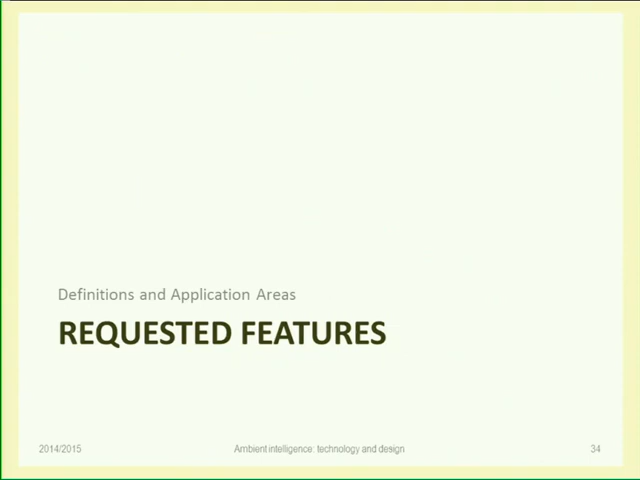 Definitions and Application Areas
REQUESTED FEATURES
2014/2015
Ambient intelligence: technology and design
34